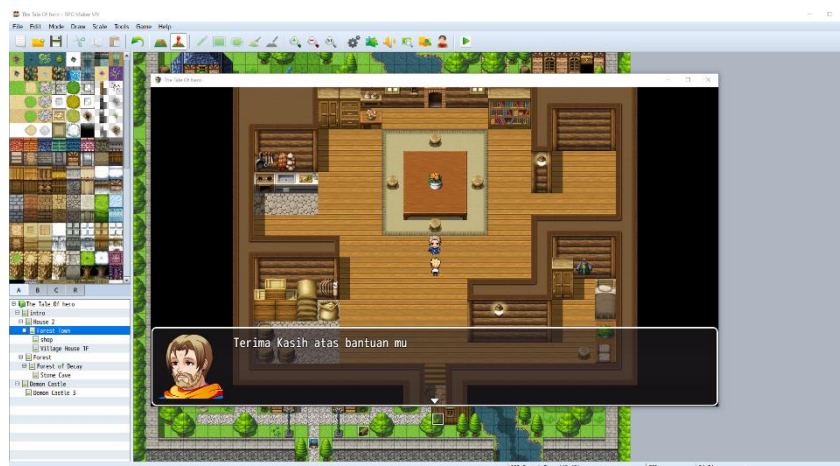 The Tale Of hero - RPG Maker MV
File Edit Mode Draw Scale Tools Game Help
The Tale Of hero
A B C R
The Tale Of hero
intro
House 2
Forest Town
shop
Village House 1F
Forest
Forest of Decay
Stone Cave
Demon Castle
Demon Castle 3
Terima Kasih atas bantuan mu